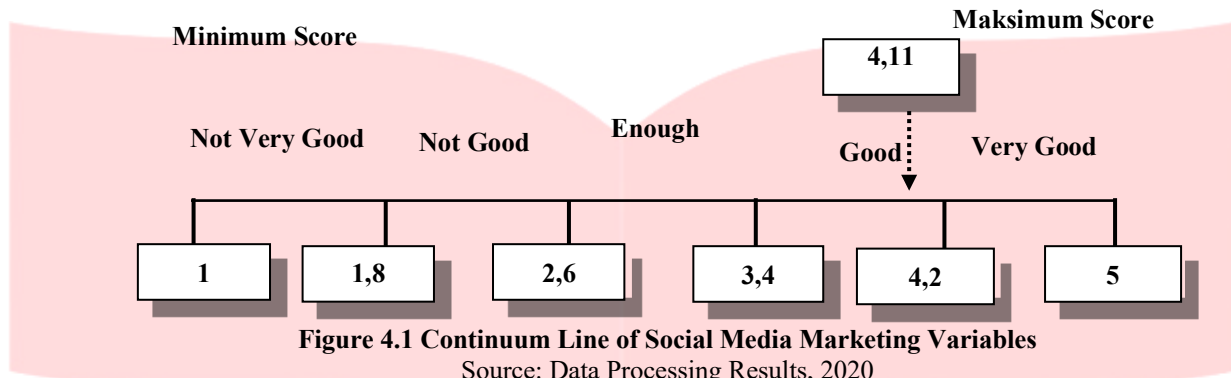 Minimum Score
Maksimum Score
4,11
Not Very Good
Not Good
Enough
Good
Very Good
1
1,8
2,6
3,4
4,2
5
Figure 4.1 Continuum Line of Social Media Marketing Variables
Source: Data Processing Results, 2020